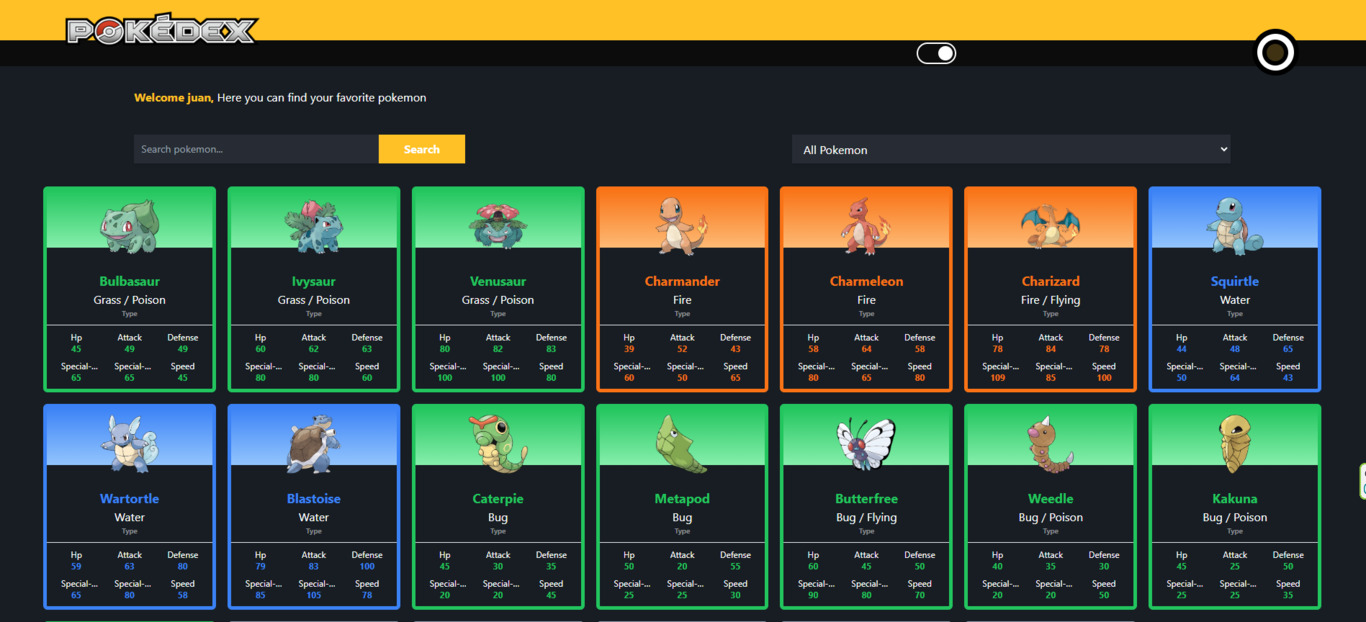 POKÉDEX
Welcome juan, Here you can find your favorite pokemon
Search pokemon...
Search
All Pokemon
Bulbasaur
Grass / Poison
Type
Hp Attack Defense
45 49 49
Special-... Special-... Speed
65 65 45
Ivysaur
Grass / Poison
Type
Hp Attack Defense
60 62 63
Special-... Special-... Speed
80 80 60
Venusaur
Grass / Poison
Type
Hp Attack Defense
80 82 83
Special-... Special-... Speed
100 100 80
Charmander
Fire
Type
Hp Attack Defense
39 52 43
Special-... Special-... Speed
60 50 65
Charmeleon
Fire
Type
Hp Attack Defense
58 64 58
Special-... Special-... Speed
80 65 80
Charizard
Fire / Flying
Type
Hp Attack Defense
78 84 78
Special-... Special-... Speed
109 85 100
Squirtle
Water
Type
Hp Attack Defense
44 48 65
Special-... Special-... Speed
50 64 43
Wartortle
Water
Type
Hp Attack Defense
59 63 80
Special-... Special-... Speed
65 80 58
Blastoise
Water
Type
Hp Attack Defense
79 83 100
Special-... Special-... Speed
85 105 78
Caterpie
Bug
Type
Hp Attack Defense
45 30 35
Special-... Special-... Speed
20 20 45
Metapod
Bug
Type
Hp Attack Defense
50 20 55
Special-... Special-... Speed
25 25 30
Butterfree
Bug / Flying
Type
Hp Attack Defense
60 45 50
Special-... Special-... Speed
90 80 70
Weedle
Bug / Poison
Type
Hp Attack Defense
40 35 30
Special-... Special-... Speed
20 20 50
Kakuna
Bug / Poison
Type
Hp Attack Defense
45 25 50
Special-... Special-... Speed
25 25 35